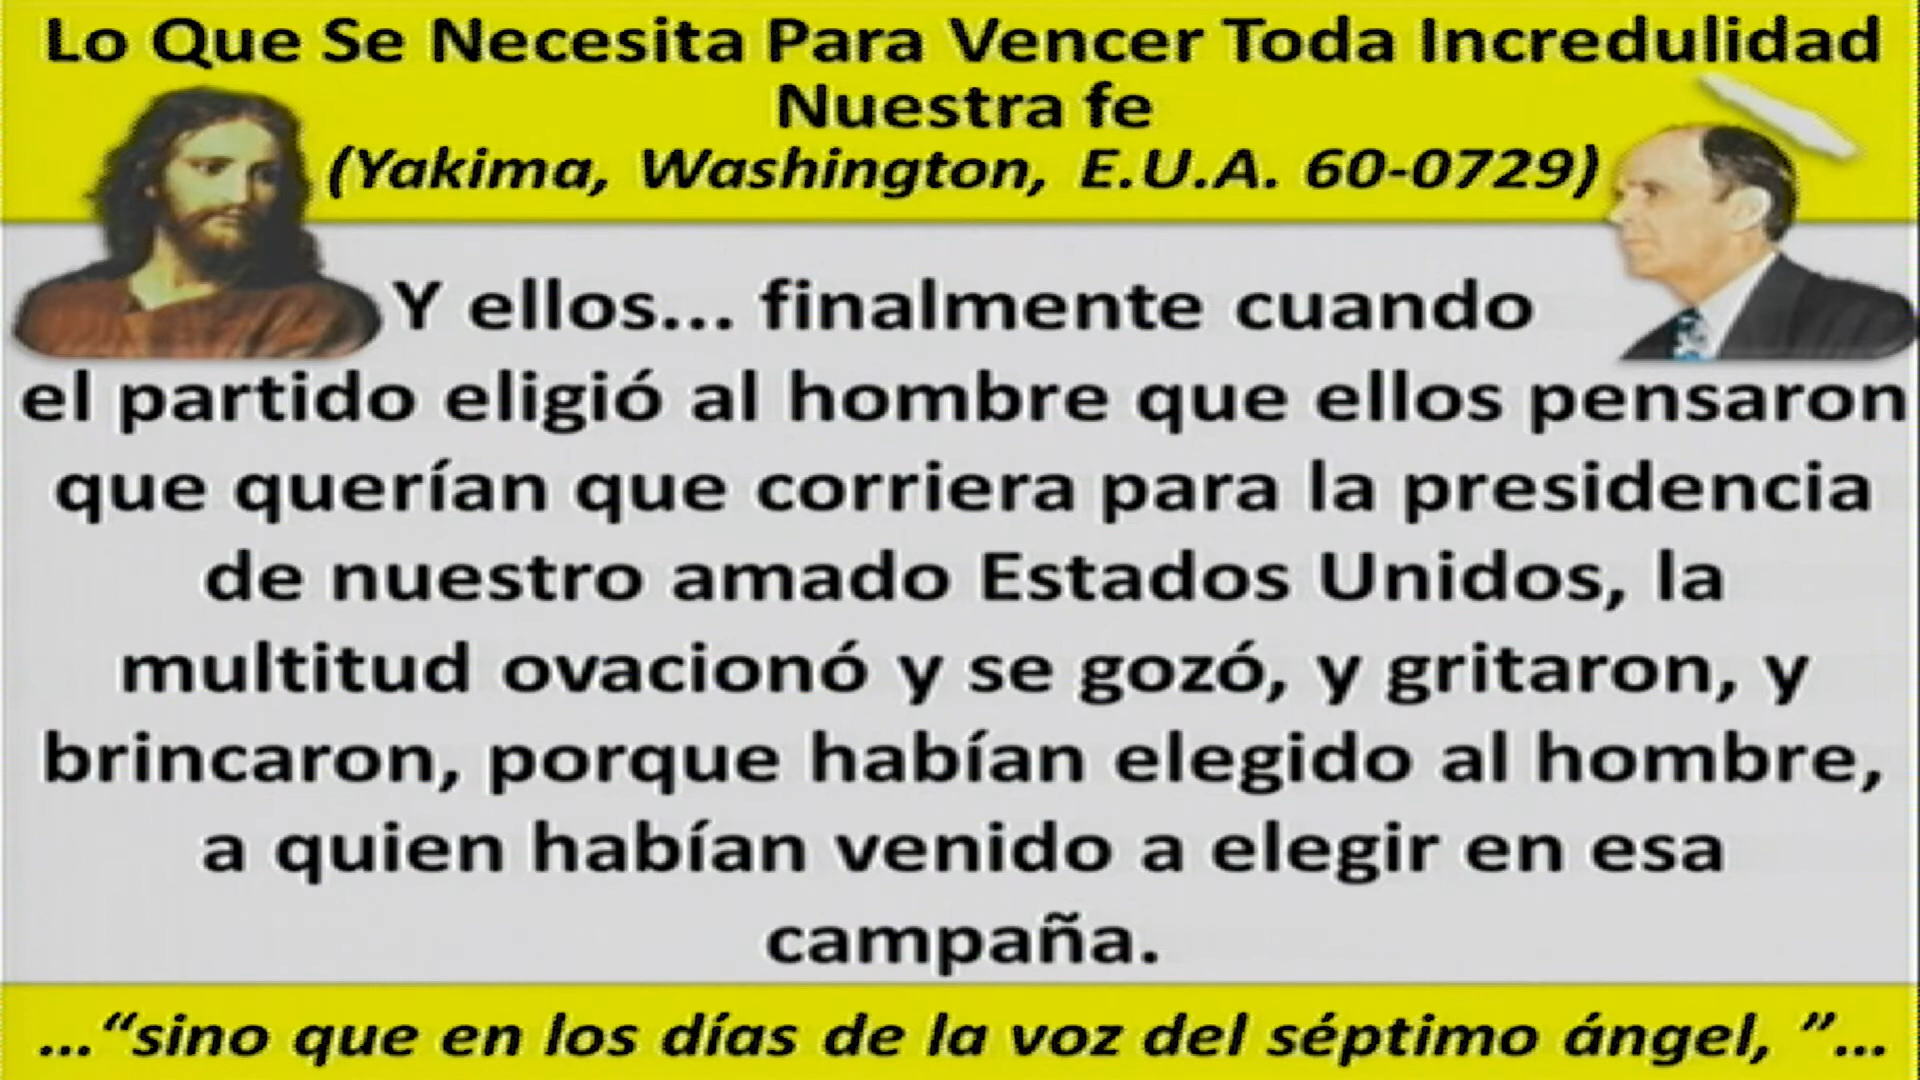 Lo Que Se Necesita Para Vencer Toda Incredulidad
Nuestra fe
(Yakima, Washington, E.U.A. 60-0729)
Y ellos... finalmente cuando
el partido eligió al hombre que ellos pensaron
que querían que corriera para la presidencia
de nuestro amado Estados Unidos, la
multitud ovacionó y se gozó, y gritaron, y
brincaron, porque habían elegido al hombre,
a quien habían venido a elegir en esa
campaña.
...“sino que en los días de la voz del séptimo ángel, ”...